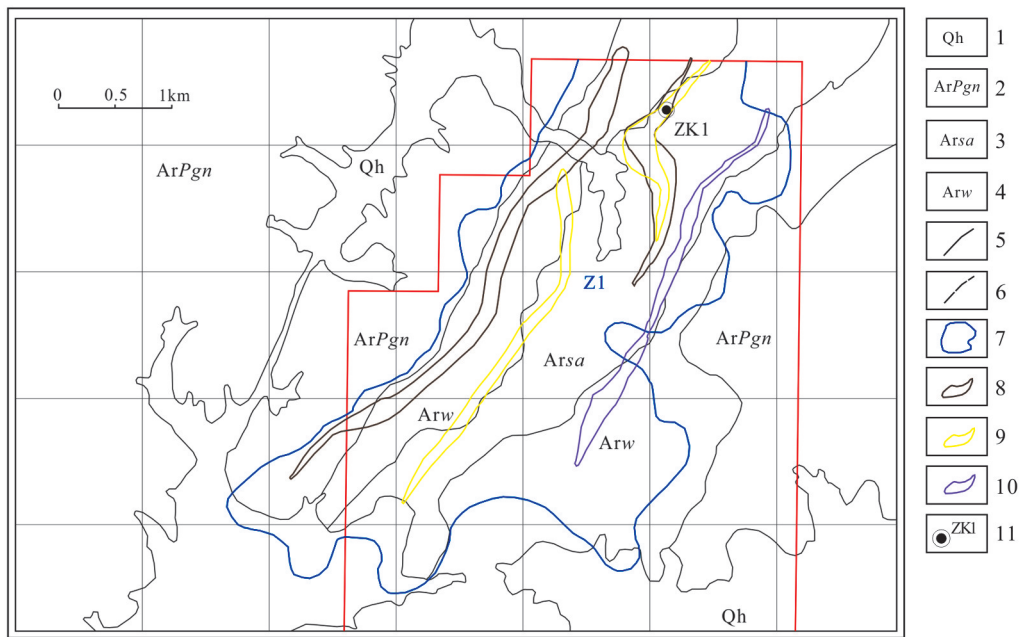 0 0.5 1km
ZK1
ArPgn
Qh
Z1
ArPgn
Arsa
ArPgn
Arw
Arw
Qh
Qh 1
ArPgn 2
Arsa 3
Arw 4
5
6
7
8
9
10
ZK1 11